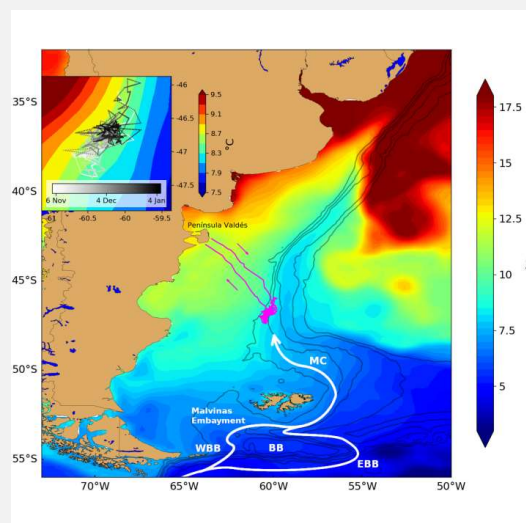 -46
-46.5
-47
-47.5
9.5
9.1
8.7
8.3
7.9
7.5
°C
6 Nov 4 Dec 4 Jan
-61 -60.5 -60 -59.5
35°S
40°S
45°S
50°S
55°S
70°W 65°W 60°W 55°W 50°W
Península Valdés
MC
Malvinas
Embayment
WBB BB EBB
17.5
15
12.5
10
7.5
5